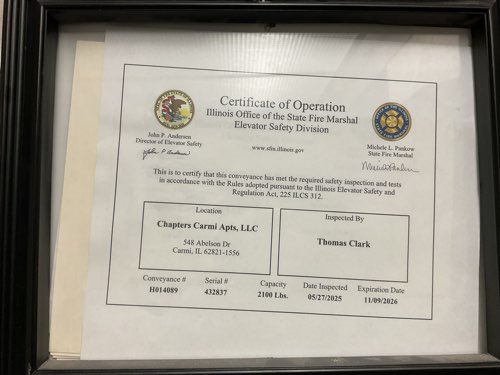 Certificate of Operation
Illinois Office of the State Fire Marshal
Elevator Safety Division
www.sfm.illinois.gov
John P. Andersen
Director of Elevator Safety
Michele L. Pankow
State Fire Marshal
This is to certify that this conveyance has met the required safety inspection and tests
in accordance with the Rules adopted pursuant to the Illinois Elevator Safety and
Regulation Act, 225 ILCS 312.
Location
Chapters Carmi Apts, LLC
548 Abelson Dr
Carmi, IL 62821-1556
Inspected By
Thomas Clark
Conveyance # Serial # Capacity Date Inspected Expiration Date
H014089 432837 2100 Lbs. 05/27/2025 11/09/2026